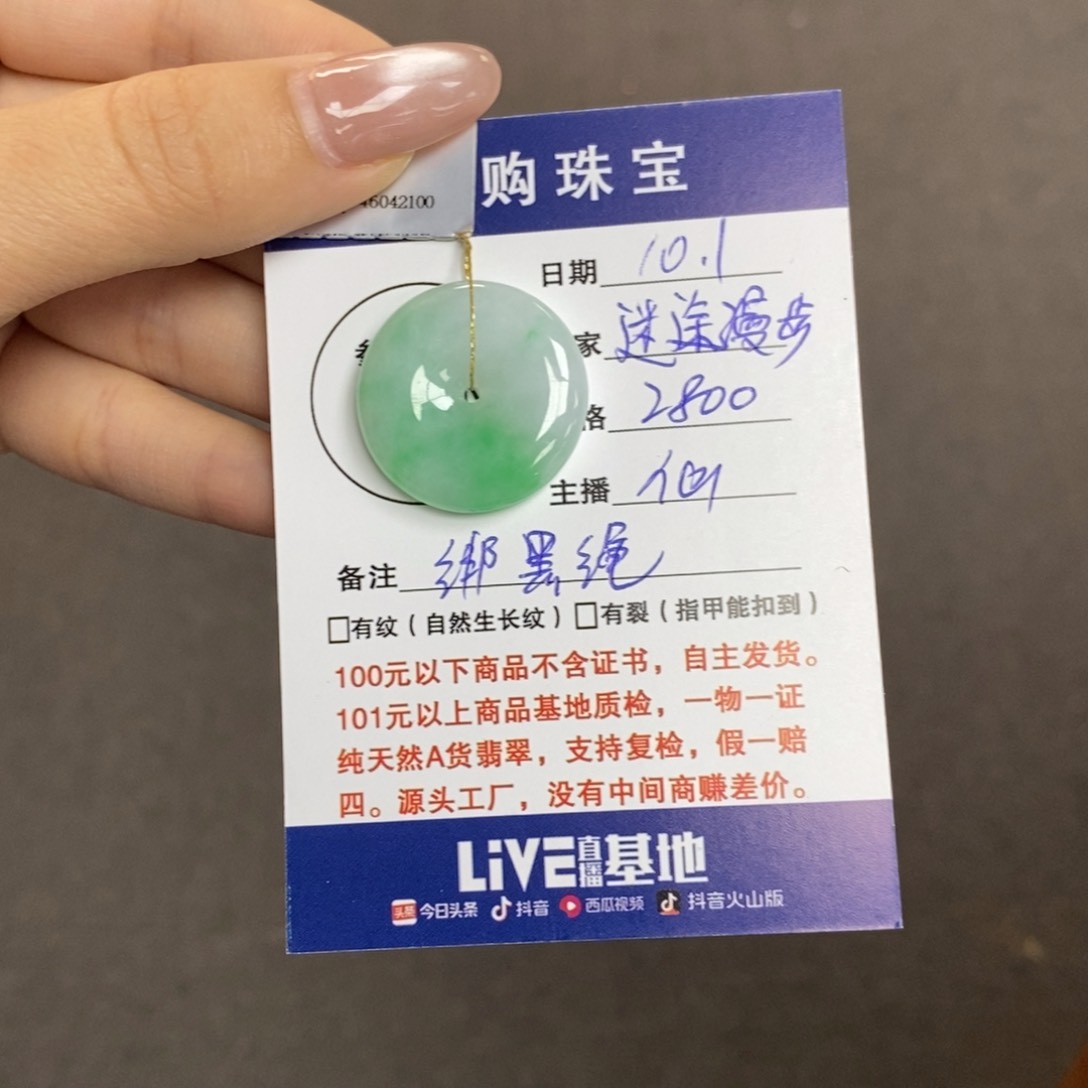 购珠宝
46042100
日期 10.1
家 迷途漫步
格 2800
主播 仙
备注 绑黑绳
□有纹（自然生长纹）□有裂（指甲能扣到）
100元以下商品不含证书，自主发货。
101元以上商品基地质检，一物一证
纯天然A货翡翠，支持复检，假一赔
四。源头工厂，没有中间商赚差价。
LiVE直播基地
头条 今日头条 抖音 西瓜视频 抖音火山版